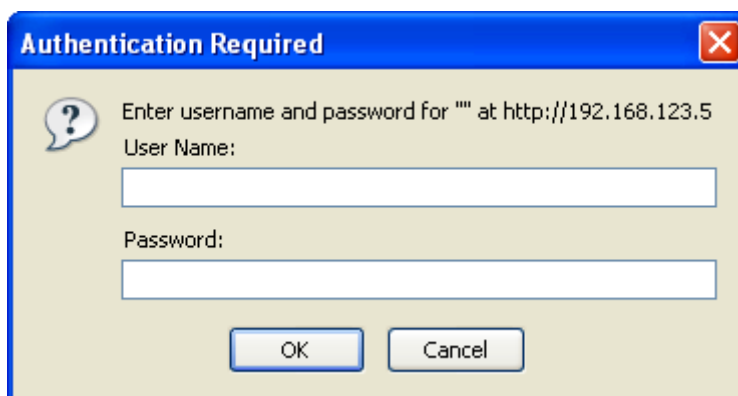 Authentication Required
Enter username and password for "" at http://192.168.123.5
User Name:
Password:
OK Cancel